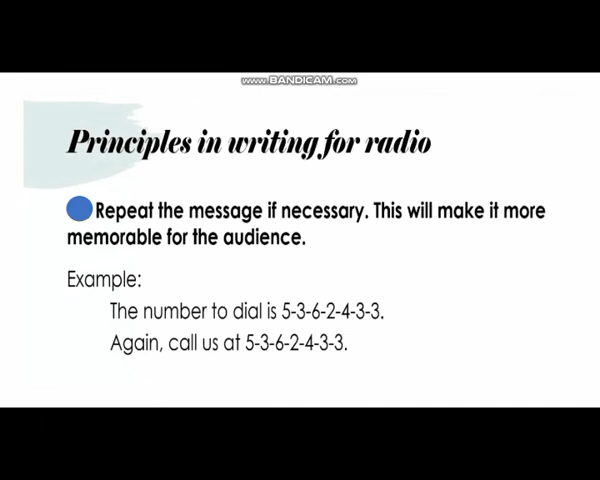 www.BANDICAM.com
Principles in writing for radio
Repeat the message if necessary. This will make it more
memorable for the audience.
Example:
The number to dial is 5-3-6-2-4-3-3.
Again, call us at 5-3-6-2-4-3-3.